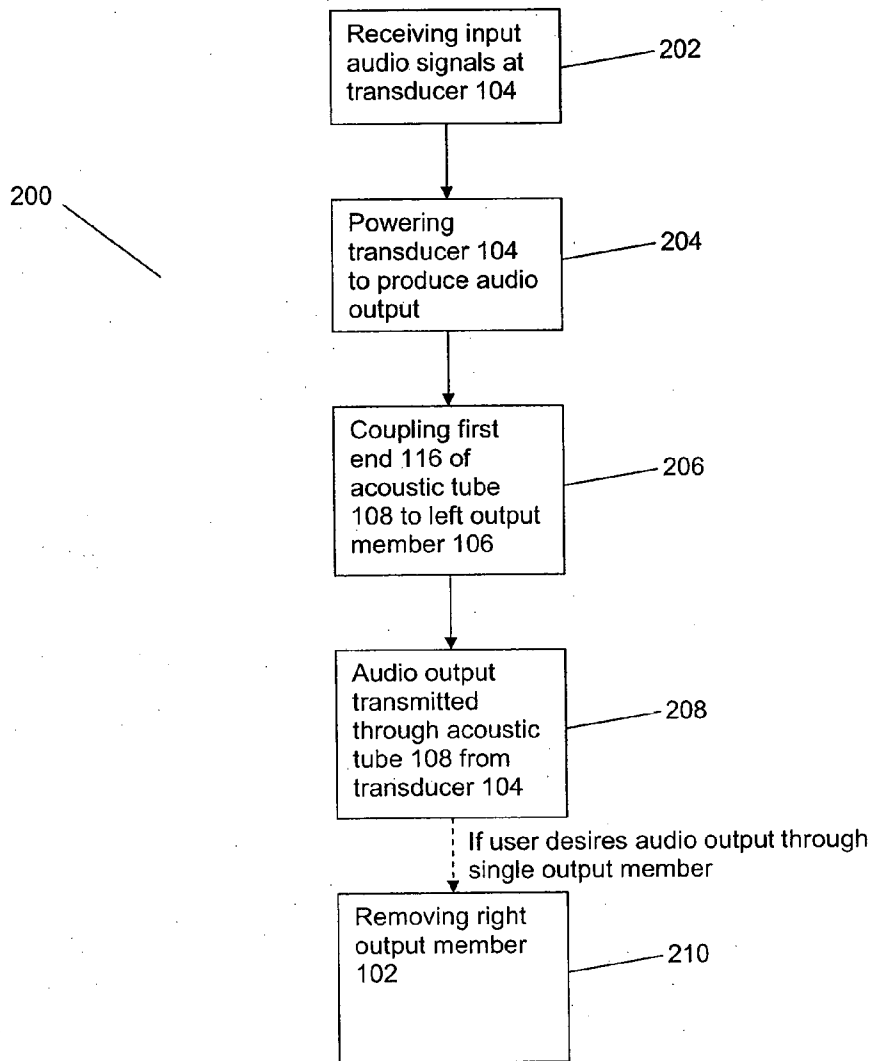 Receiving input
audio signals at
transducer 104
202
200
Powering
transducer 104
to produce audio
output
204
Coupling first
end 116 of
acoustic tube
108 to left output
member 106
206
Audio output
transmitted
through acoustic
tube 108 from
transducer 104
208
If user desires audio output through
single output member
Removing right
output member
102
210